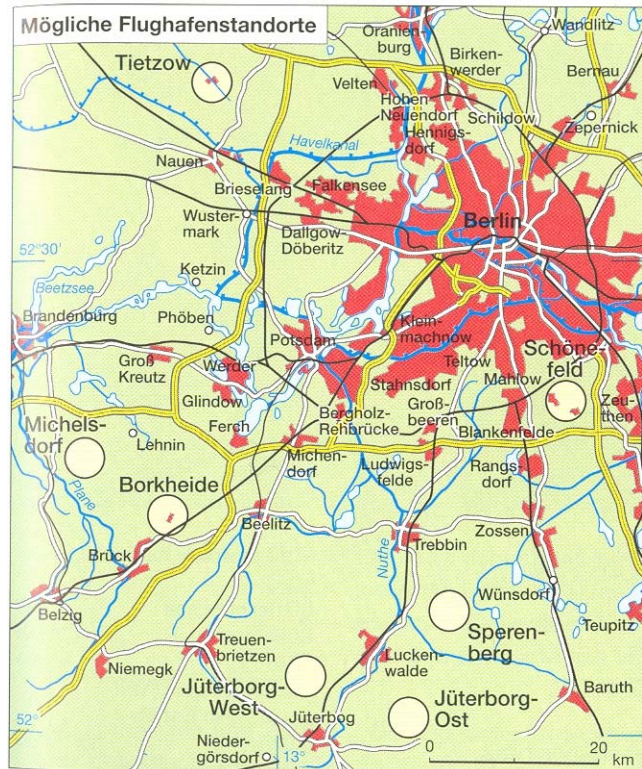 Mögliche Flughafenstandorte
Oranien-
burg
Wandlitz
Tietzow
Birken-
werder
Velten
Bernau
Hohen-
Neuendorf
Schildow
Hennigs-
dorf
Zepernick
Havelkanal
Nauen
Brieselang
Falkensee
Wuster-
mark
Berlin
Dallgow-
Döberitz
52°30'
Ketzin
Beetzsee
Brandenburg
Phöben
Potsdam
Klein-
machnow
Schöne-
feld
Groß
Kreutz
Werder
Teltow
Mahlow
Stahnsdorf
Glindow
Zeu-
then
Michels-
dorf
Ferch
Bergholz-
Rehbrücke
Groß-
beeren
Blankenfelde
Lehnin
Michen-
dorf
Ludwigs-
felde
Rangs-
dorf
Plane
Borkheide
Beelitz
Nuthe
Zossen
Brück
Trebbin
Wünsdorf
Belzig
Speren-
berg
Teupitz
Treuen-
brietzen
Niemegk
Lucken-
walde
Jüterborg-
West
Jüterborg-
Ost
Baruth
52°
Jüterbog
Nieder-
görsdorf
13°
0
20
km